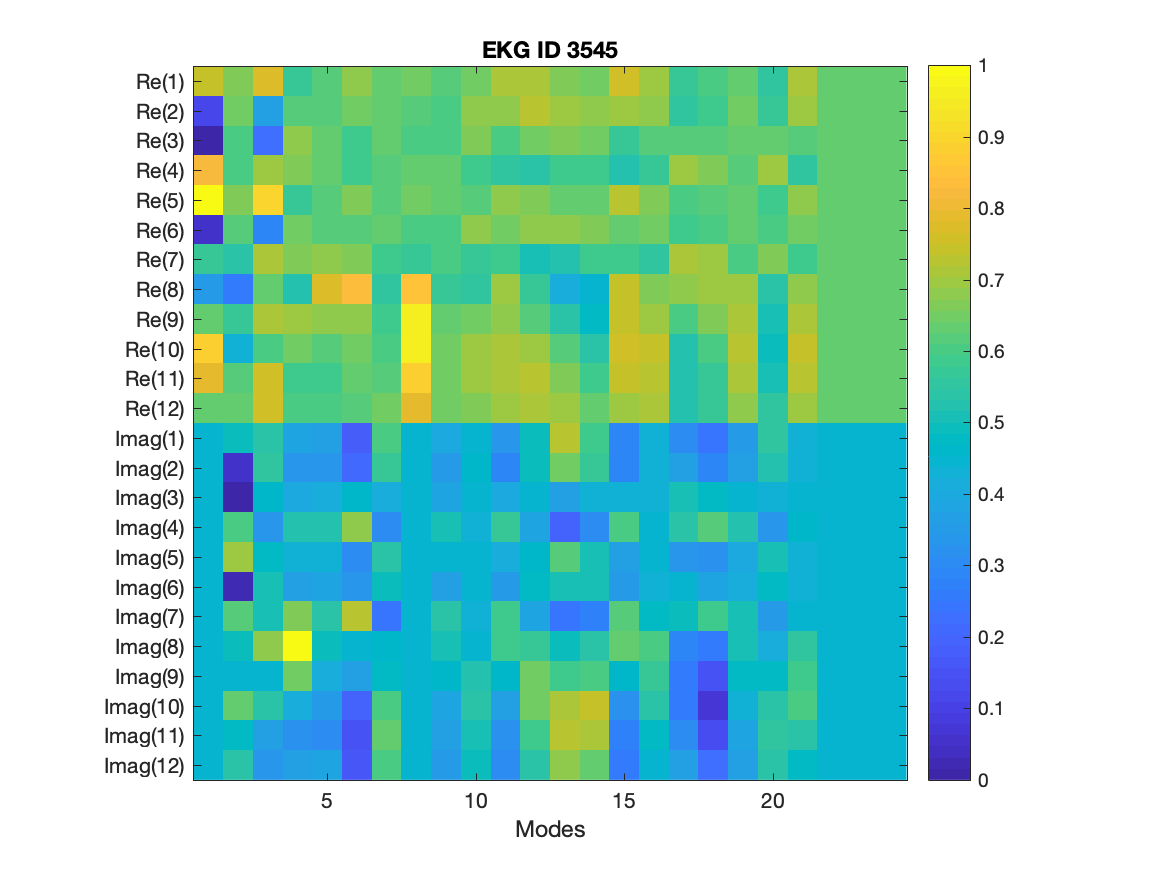 EKG ID 3545
Re(1)
Re(2)
Re(3)
Re(4)
Re(5)
Re(6)
Re(7)
Re(8)
Re(9)
Re(10)
Re(11)
Re(12)
Imag(1)
Imag(2)
Imag(3)
Imag(4)
Imag(5)
Imag(6)
Imag(7)
Imag(8)
Imag(9)
Imag(10)
Imag(11)
Imag(12)
5 10 15 20
Modes
1
0.9
0.8
0.7
0.6
0.5
0.4
0.3
0.2
0.1
0